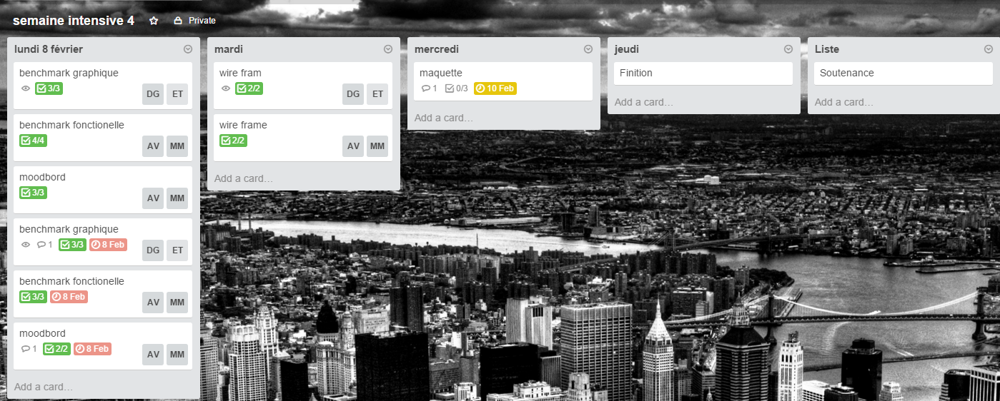 semaine intensive 4 Private
lundi 8 février
benchmark graphique
3/3
DG ET
benchmark fonctionelle
4/4
AV MM
moodbord
3/3
AV MM
benchmark graphique
1 3/3 8 Feb
DG ET
benchmark fonctionelle
3/3 8 Feb
AV MM
moodbord
1 2/2 8 Feb
AV MM
Add a card...
mardi
wire fram
2/2
DG ET
wire frame
2/2
AV MM
Add a card...
mercredi
maquette
1 0/3 10 Feb
Add a card...
jeudi
Finition
Add a card...
Liste
Soutenance
Add a card...